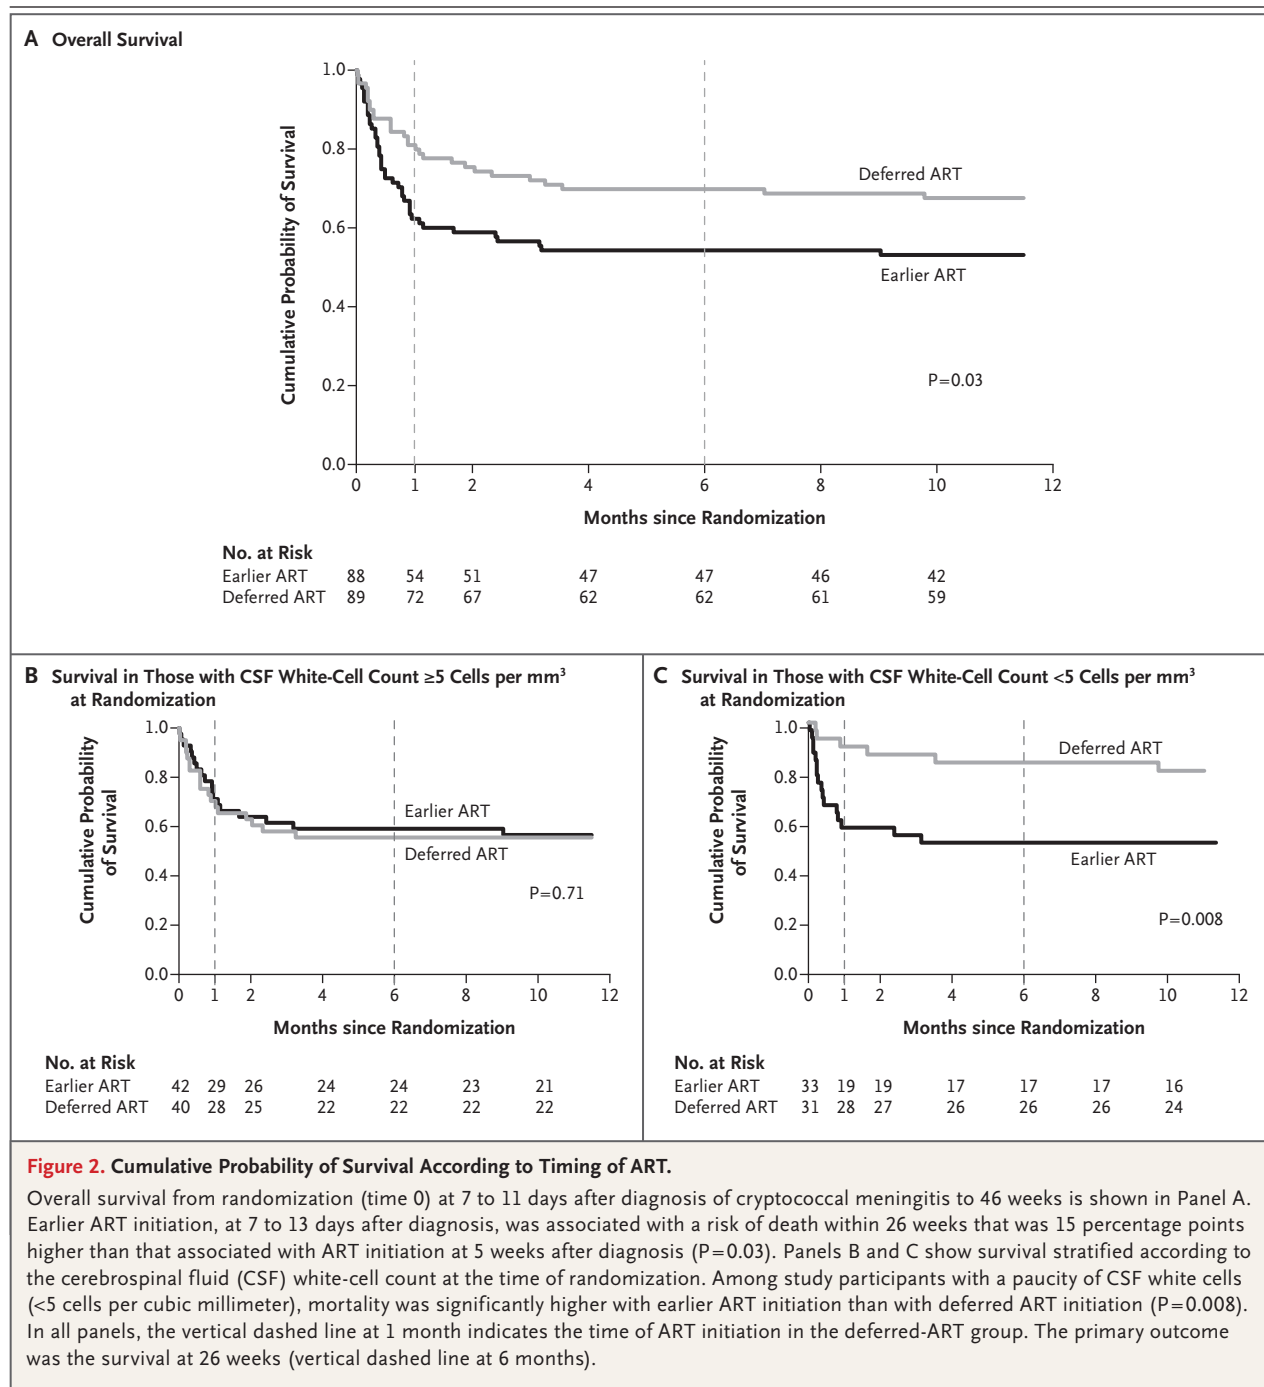 A Overall Survival
1.0
0.8
0.6
0.4
0.2
0.0
Cumulative Probability of Survival
Deferred ART
Earlier ART
P=0.03
0 1 2 4 6 8 10 12
Months since Randomization
No. at Risk
Earlier ART 88 54 51 47 47 46 42
Deferred ART 89 72 67 62 62 61 59
B Survival in Those with CSF White-Cell Count ≥5 Cells per mm³
at Randomization
1.0
0.8
0.6
0.4
0.2
0.0
Cumulative Probability
of Survival
Earlier ART
Deferred ART
P=0.71
0 1 2 4 6 8 10 12
Months since Randomization
No. at Risk
Earlier ART 42 29 26 24 24 23 21
Deferred ART 40 28 25 22 22 22 22
C Survival in Those with CSF White-Cell Count <5 Cells per mm³
at Randomization
1.0
0.8
0.6
0.4
0.2
0.0
Cumulative Probability
of Survival
Deferred ART
Earlier ART
P=0.008
0 1 2 4 6 8 10 12
Months since Randomization
No. at Risk
Earlier ART 33 19 19 17 17 17 16
Deferred ART 31 28 27 26 26 26 24
Figure 2. Cumulative Probability of Survival According to Timing of ART.
Overall survival from randomization (time 0) at 7 to 11 days after diagnosis of cryptococcal meningitis to 46 weeks is shown in Panel A.
Earlier ART initiation, at 7 to 13 days after diagnosis, was associated with a risk of death within 26 weeks that was 15 percentage points
higher than that associated with ART initiation at 5 weeks after diagnosis (P=0.03). Panels B and C show survival stratified according to
the cerebrospinal fluid (CSF) white-cell count at the time of randomization. Among study participants with a paucity of CSF white cells
(<5 cells per cubic millimeter), mortality was significantly higher with earlier ART initiation than with deferred ART initiation (P=0.008).
In all panels, the vertical dashed line at 1 month indicates the time of ART initiation in the deferred-ART group. The primary outcome
was the survival at 26 weeks (vertical dashed line at 6 months).